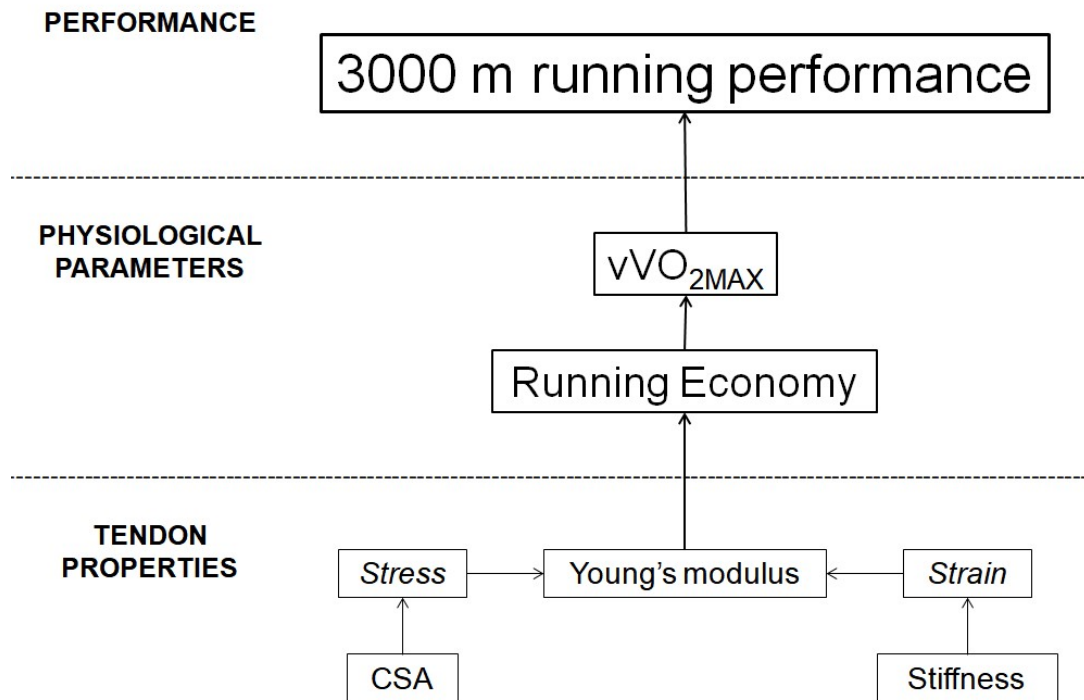 PERFORMANCE
3000 m running performance
PHYSIOLOGICAL
PARAMETERS
vVO₂MAX
Running Economy
TENDON
PROPERTIES
Stress
Young’s modulus
Strain
CSA
Stiffness